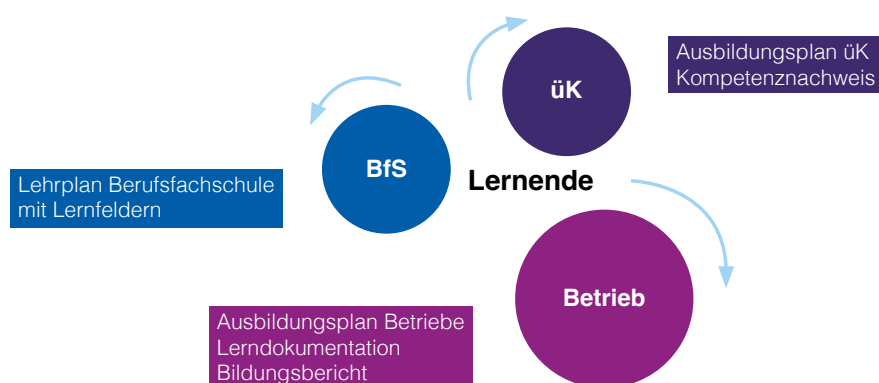 Ausbildungsplan üK
Kompetenznachweis
üK
BfS
Lernende
Lehrplan Berufsfachschule
mit Lernfeldern
Betrieb
Ausbildungsplan Betriebe
Lerndokumentation
Bildungsbericht